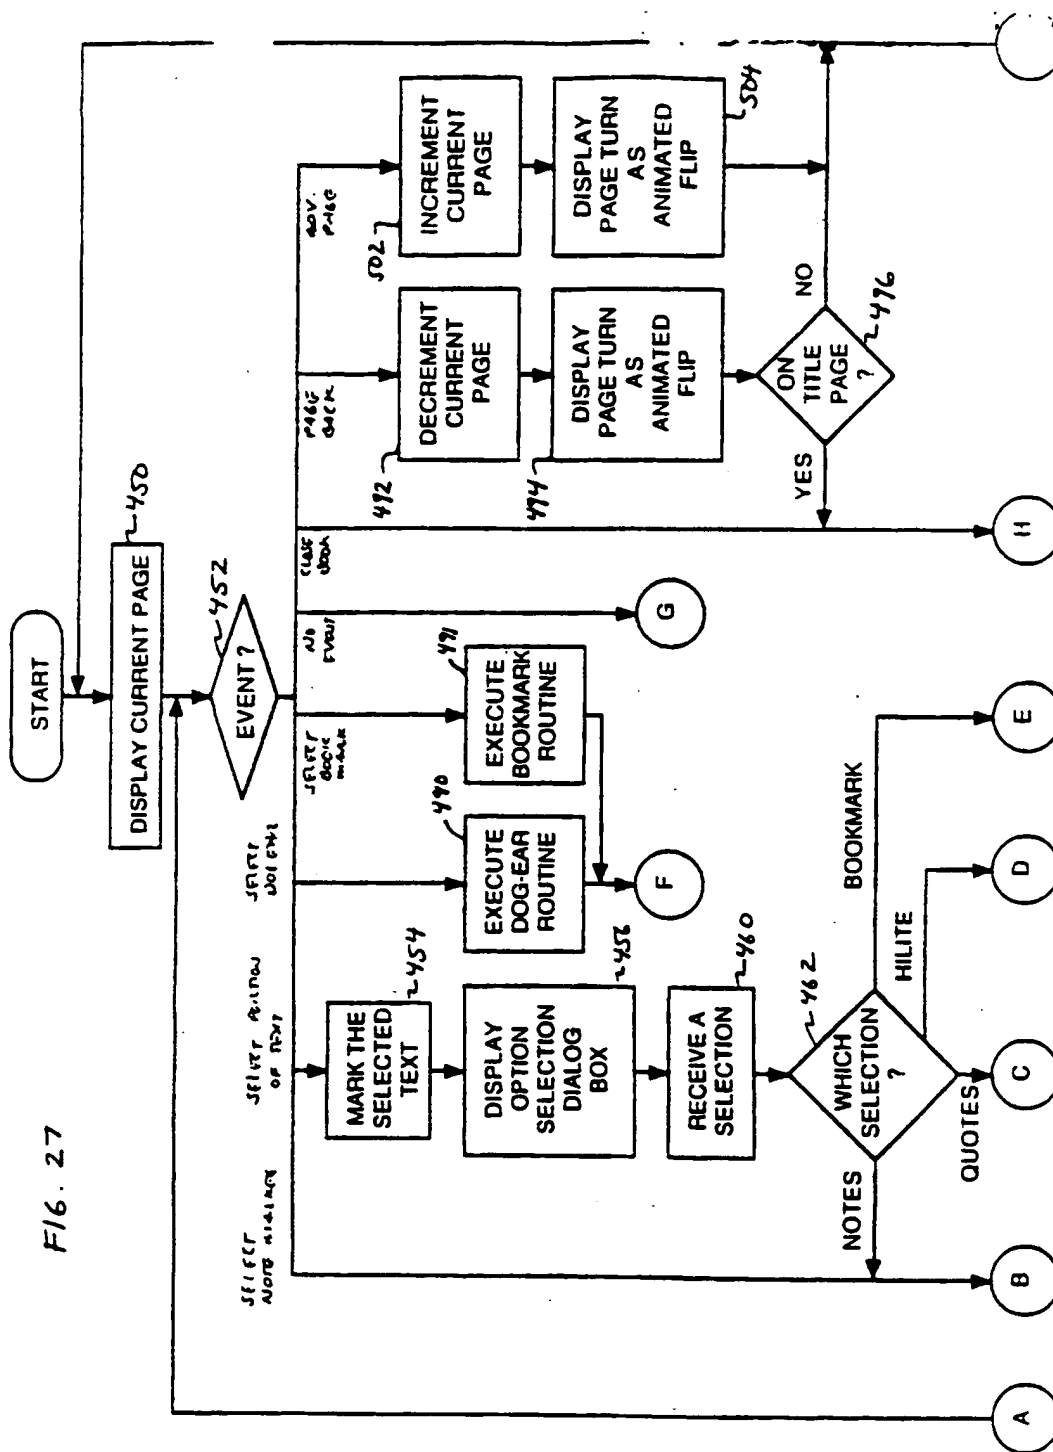 FIG. 27
START
DISPLAY CURRENT PAGE
450
EVENT ?
452
SELECT
NOTE
SELECT PORTION
OF TEXT
SELECT
DOG EAR
SELECT
BOOK
MARK
NO
EVENT
CLOSE
BOOK
PAGE
BACK
ADV.
PAGE
MARK THE
SELECTED
TEXT
454
DISPLAY
OPTION
SELECTION
DIALOG
BOX
456
RECEIVE A
SELECTION
460
WHICH
SELECTION
?
462
NOTES
QUOTES
HILITE
BOOKMARK
EXECUTE
DOG-EAR
ROUTINE
490
EXECUTE
BOOKMARK
ROUTINE
491
DECREMENT
CURRENT
PAGE
492
DISPLAY
PAGE TURN
AS
ANIMATED
FLIP
494
ON
TITLE
PAGE
?
496
YES
NO
INCREMENT
CURRENT
PAGE
502
DISPLAY
PAGE TURN
AS
ANIMATED
FLIP
504
F
G
A
B
C
D
E
H